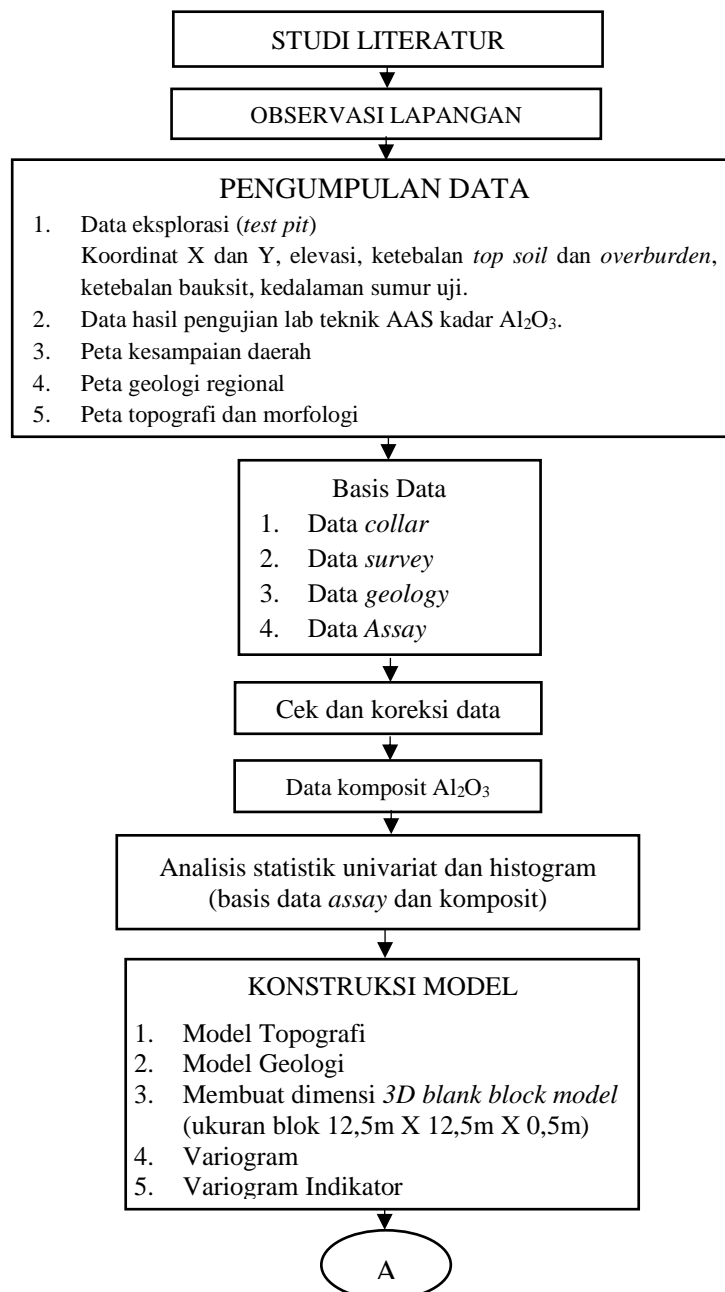 STUDI LITERATUR
OBSERVASI LAPANGAN
PENGUMPULAN DATA
1. Data eksplorasi (test pit)
Koordinat X dan Y, elevasi, ketebalan top soil dan overburden,
ketebalan bauksit, kedalaman sumur uji.
2. Data hasil pengujian lab teknik AAS kadar Al₂O₃.
3. Peta kesampaian daerah
4. Peta geologi regional
5. Peta topografi dan morfologi
Basis Data
1. Data collar
2. Data survey
3. Data geology
4. Data Assay
Cek dan koreksi data
Data komposit Al₂O₃
Analisis statistik univariat dan histogram
(basis data assay dan komposit)
KONSTRUKSI MODEL
1. Model Topografi
2. Model Geologi
3. Membuat dimensi 3D blank block model
(ukuran blok 12,5m X 12,5m X 0,5m)
4. Variogram
5. Variogram Indikator
A